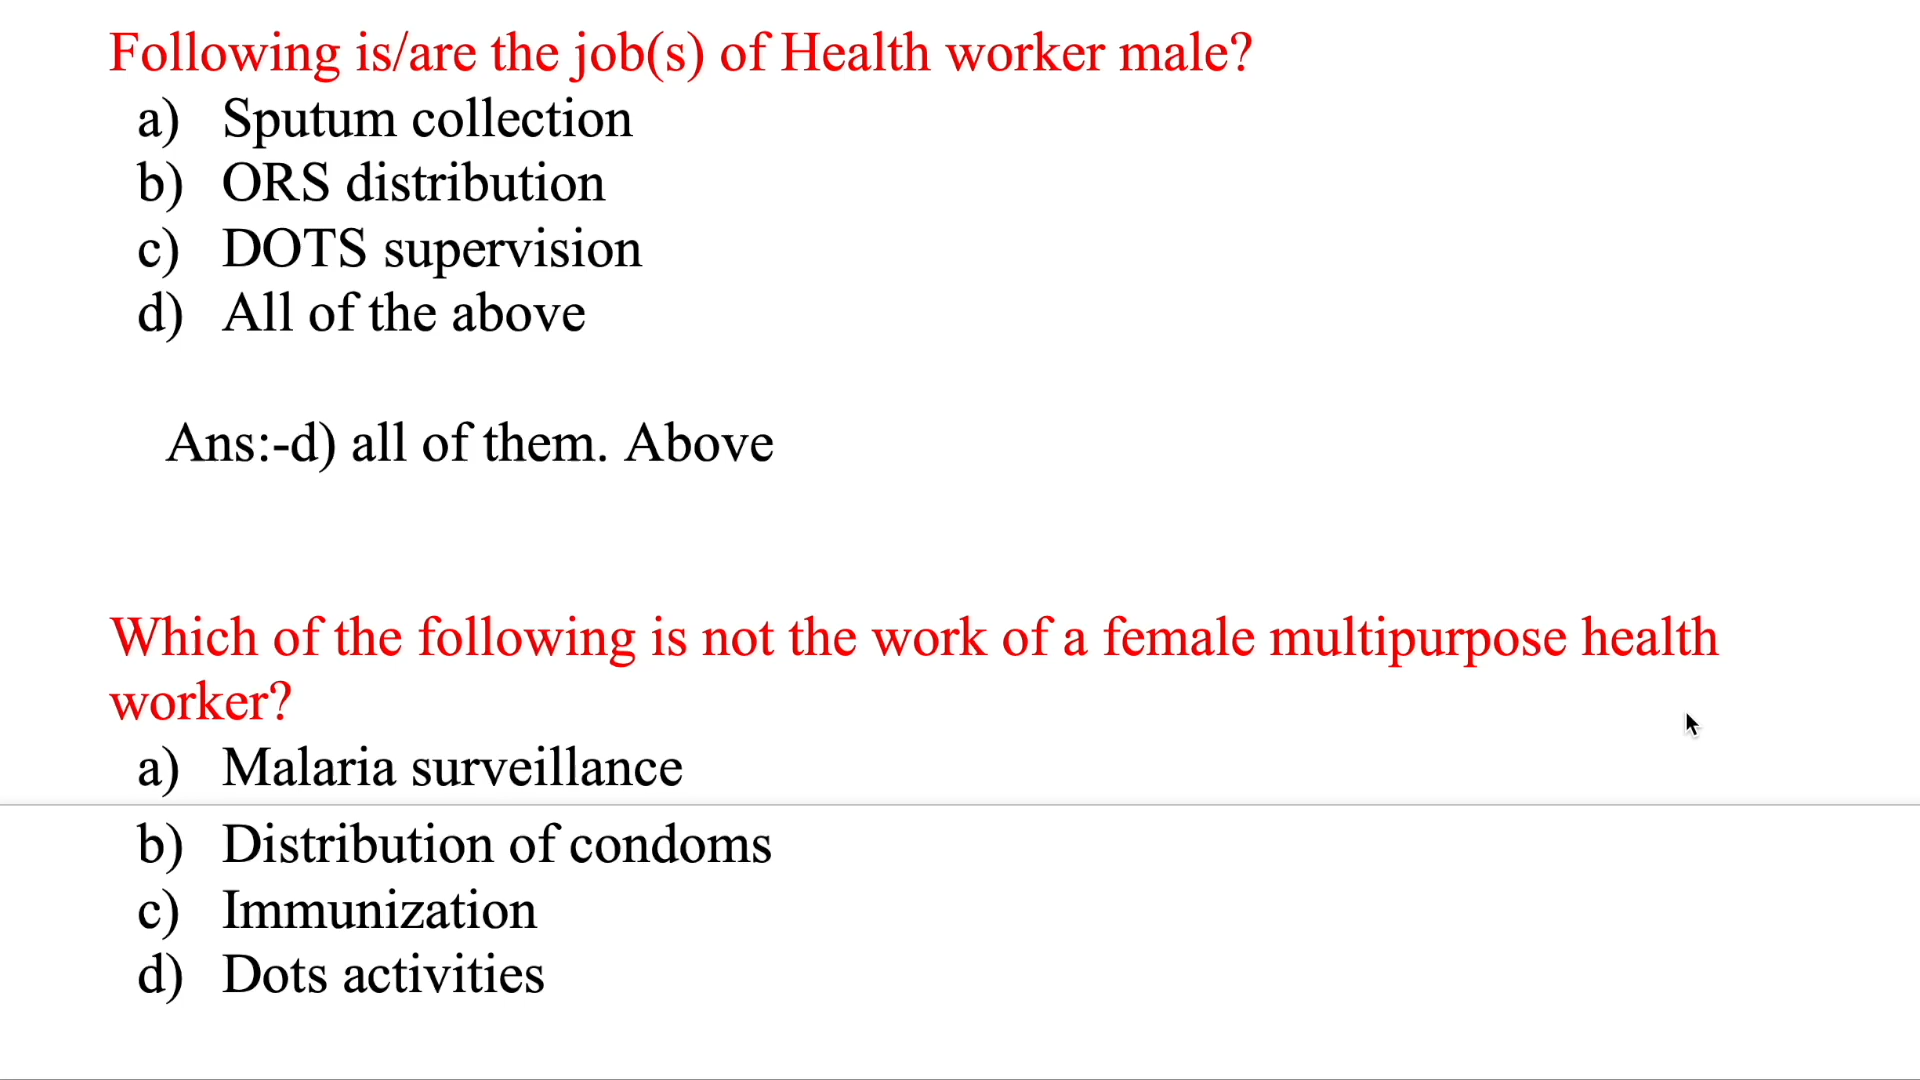 Following is/are the job(s) of Health worker male?
a) Sputum collection
b) ORS distribution
c) DOTS supervision
d) All of the above
Ans:-d) all of them. Above
Which of the following is not the work of a female multipurpose health
worker?
a) Malaria surveillance
b) Distribution of condoms
c) Immunization
d) Dots activities